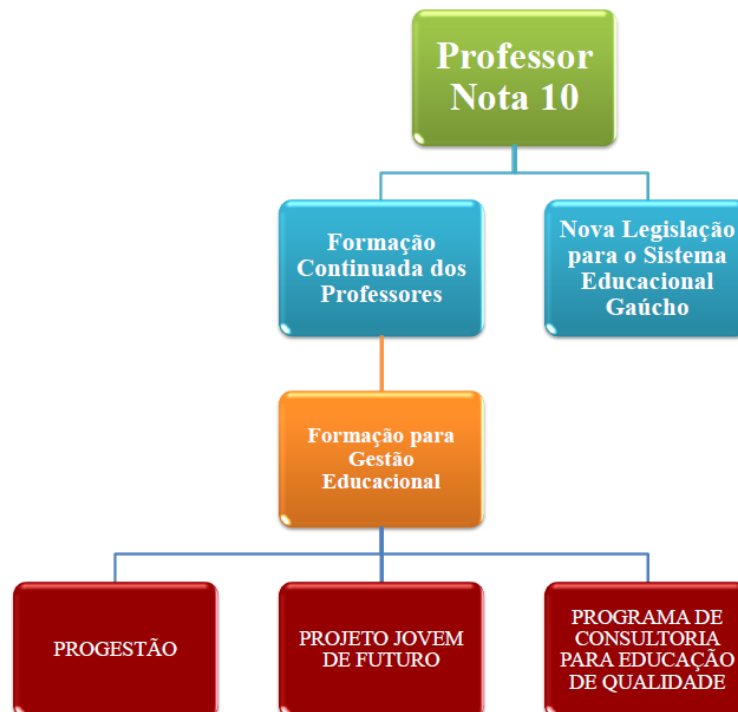 Professor
Nota 10
Formação
Continuada dos
Professores
Nova Legislação
para o Sistema
Educacional
Gaúcho
Formação para
Gestão
Educacional
PROGESTÃO
PROJETO JOVEM
DE FUTURO
PROGRAMA DE
CONSULTORIA
PARA EDUCAÇÃO
DE QUALIDADE